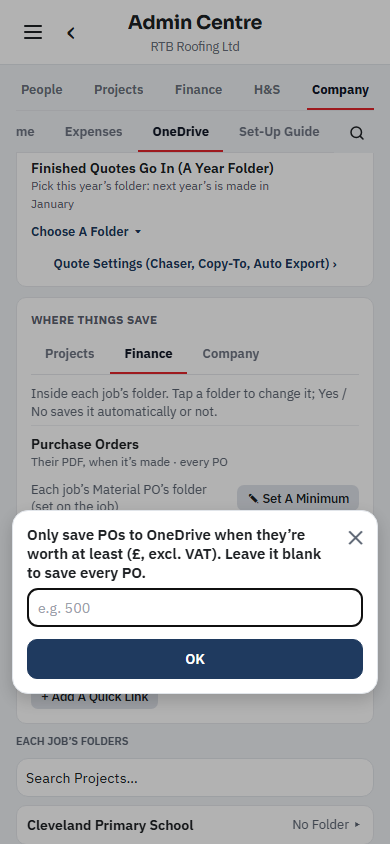 Admin Centre
RTB Roofing Ltd
People Projects Finance H&S Company
me Expenses OneDrive Set-Up Guide
Finished Quotes Go In (A Year Folder)
Pick this year’s folder: next year’s is made in
January
Choose A Folder
Quote Settings (Chaser, Copy-To, Auto Export) ›
WHERE THINGS SAVE
Projects Finance Company
Inside each job’s folder. Tap a folder to change it; Yes /
No saves it automatically or not.
Purchase Orders
Their PDF, when it’s made · every PO
Each job’s Material PO’s folder
(set on the job)
Set A Minimum
Only save POs to OneDrive when they’re
worth at least (£, excl. VAT). Leave it blank
to save every PO.
e.g. 500
OK
+ Add A Quick Link
EACH JOB’S FOLDERS
Search Projects...
Cleveland Primary School No Folder